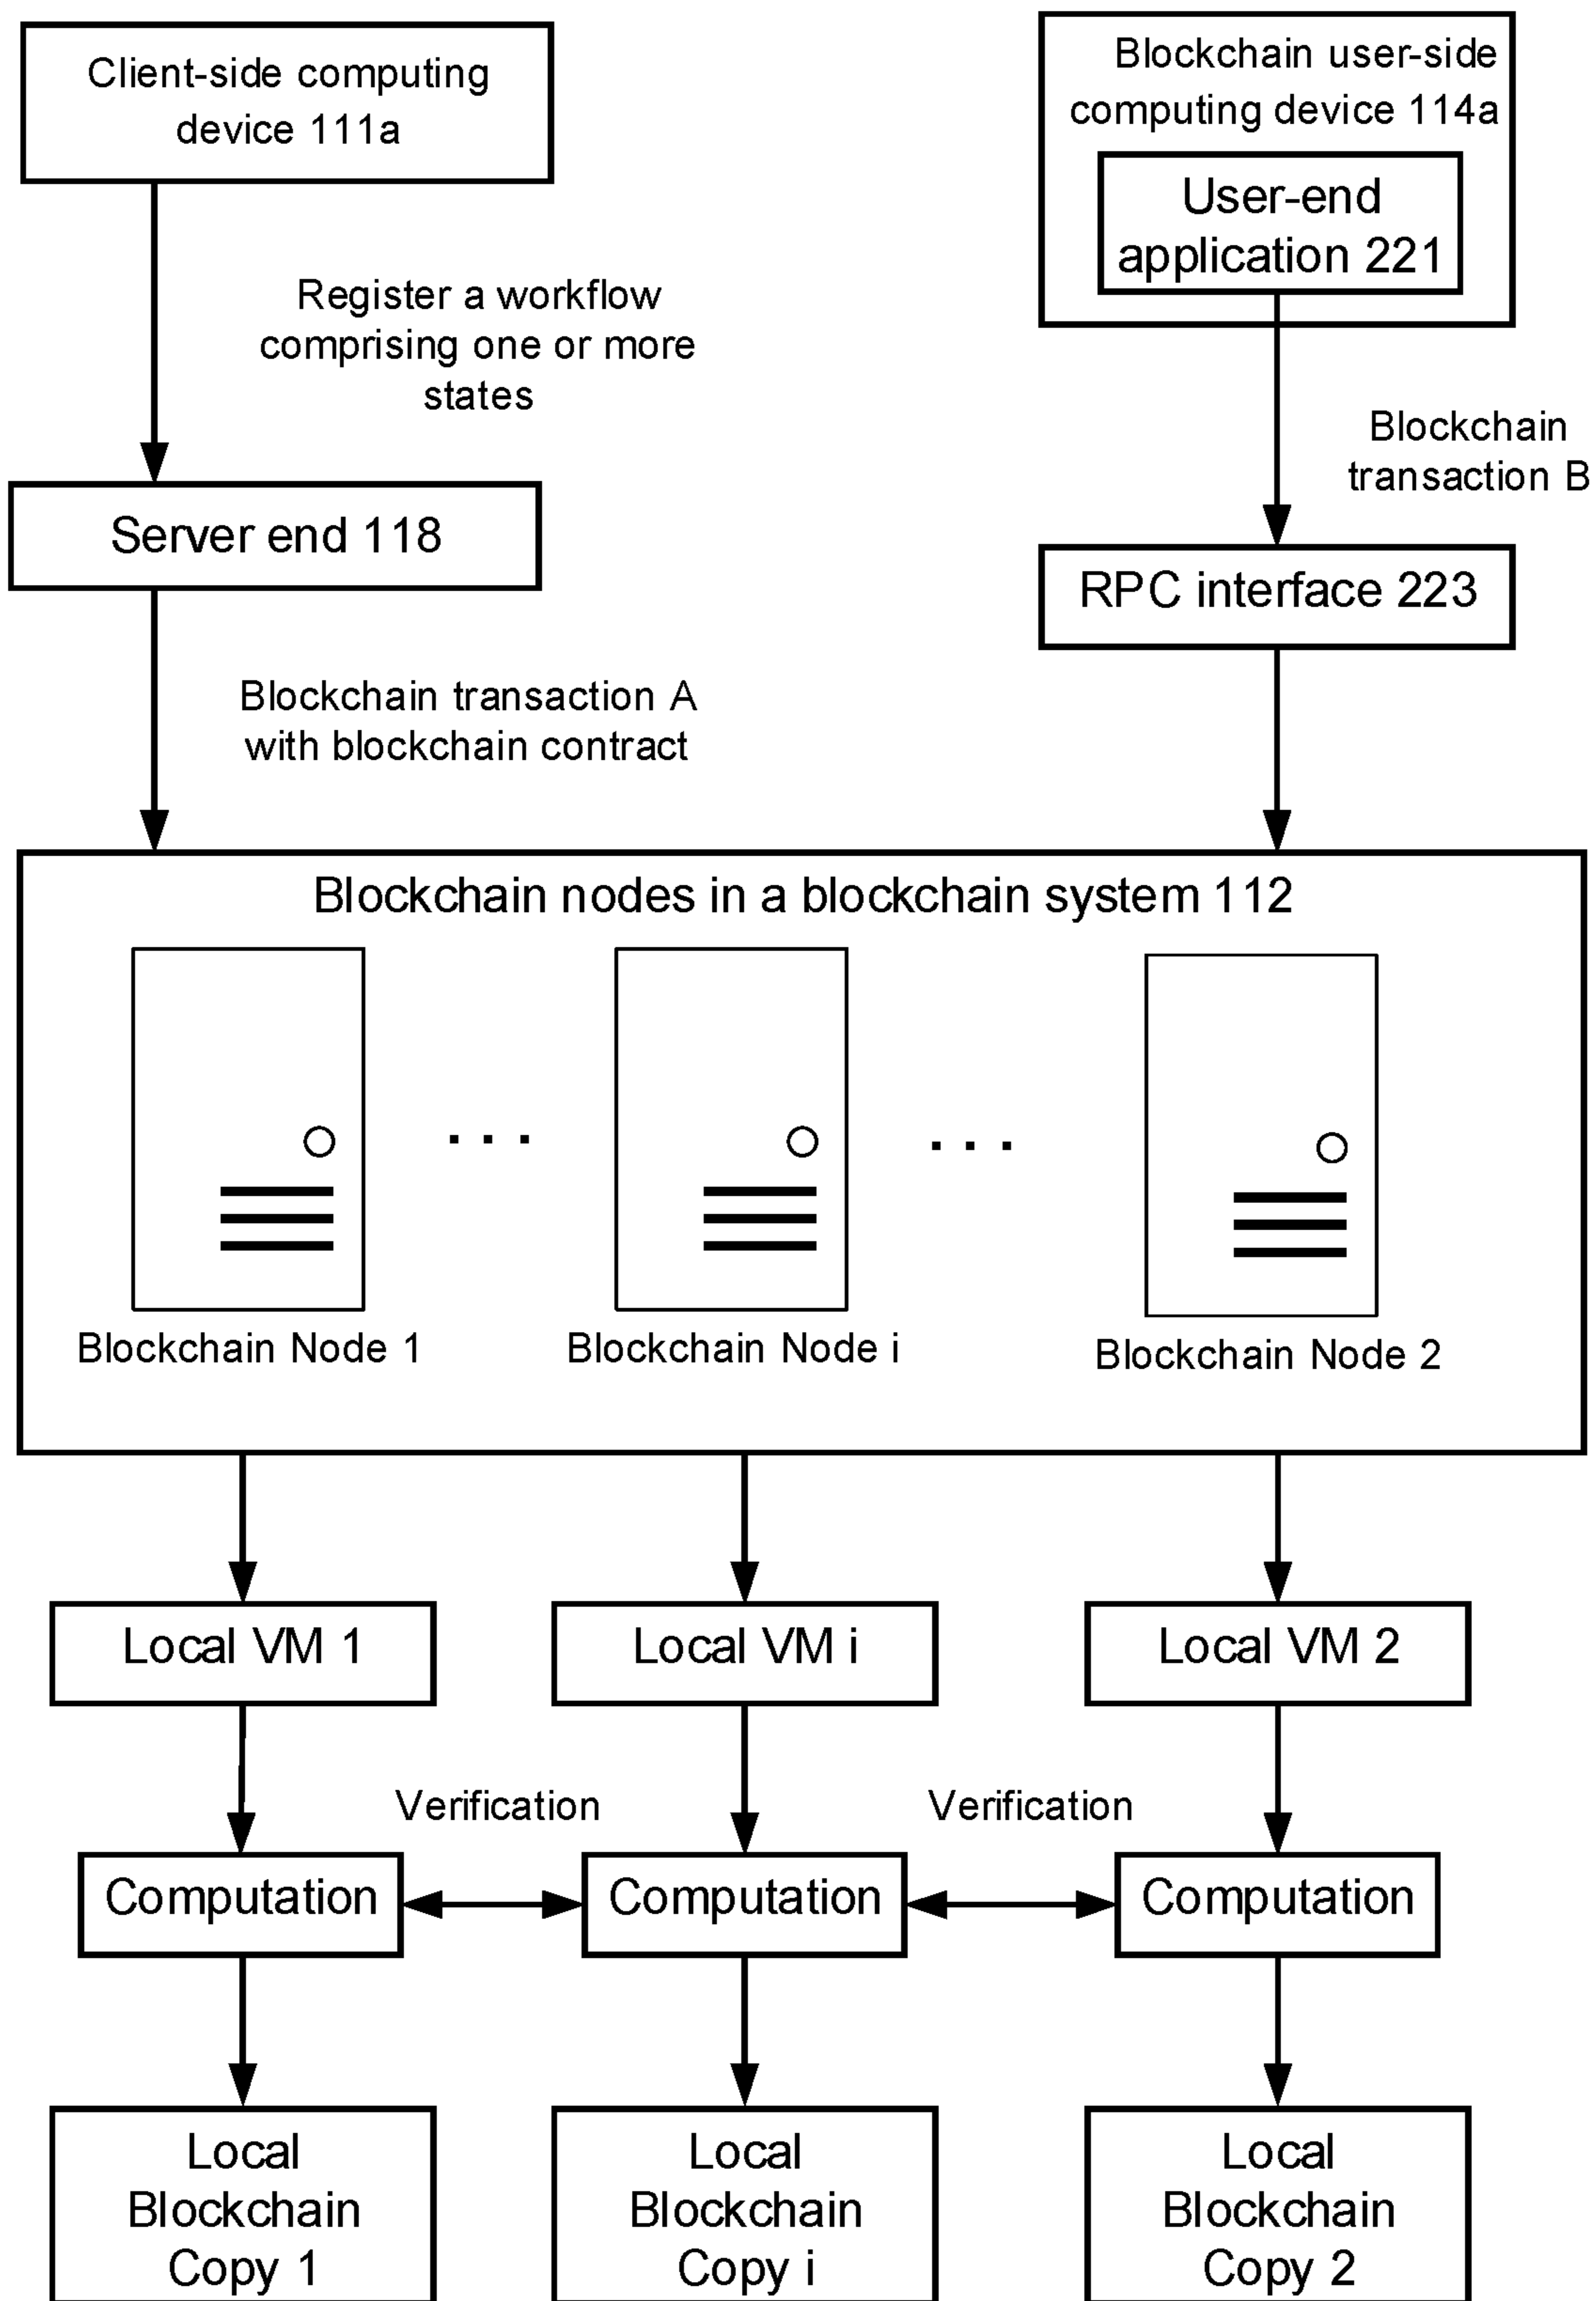 Client-side computing
device 111a
Blockchain user-side
computing device 114a
User-end
application 221
Register a workflow
comprising one or more
states
Blockchain
transaction B
Server end 118
RPC interface 223
Blockchain transaction A
with blockchain contract
Blockchain nodes in a blockchain system 112
. . .
. . .
Blockchain Node 1
Blockchain Node i
Blockchain Node 2
Local VM 1
Local VM i
Local VM 2
Verification
Verification
Computation
Computation
Computation
Local
Blockchain
Copy 1
Local
Blockchain
Copy i
Local
Blockchain
Copy 2